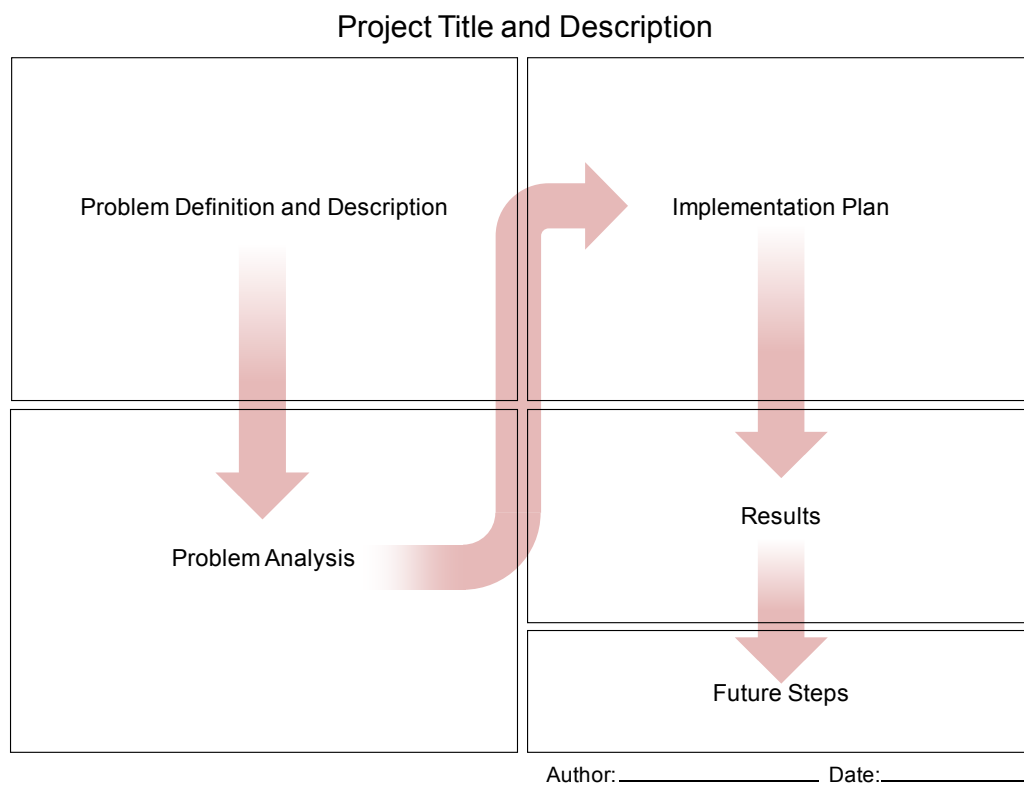 Project Title and Description
Problem Definition and Description
Problem Analysis
Implementation Plan
Results
Future Steps
Author: Date: